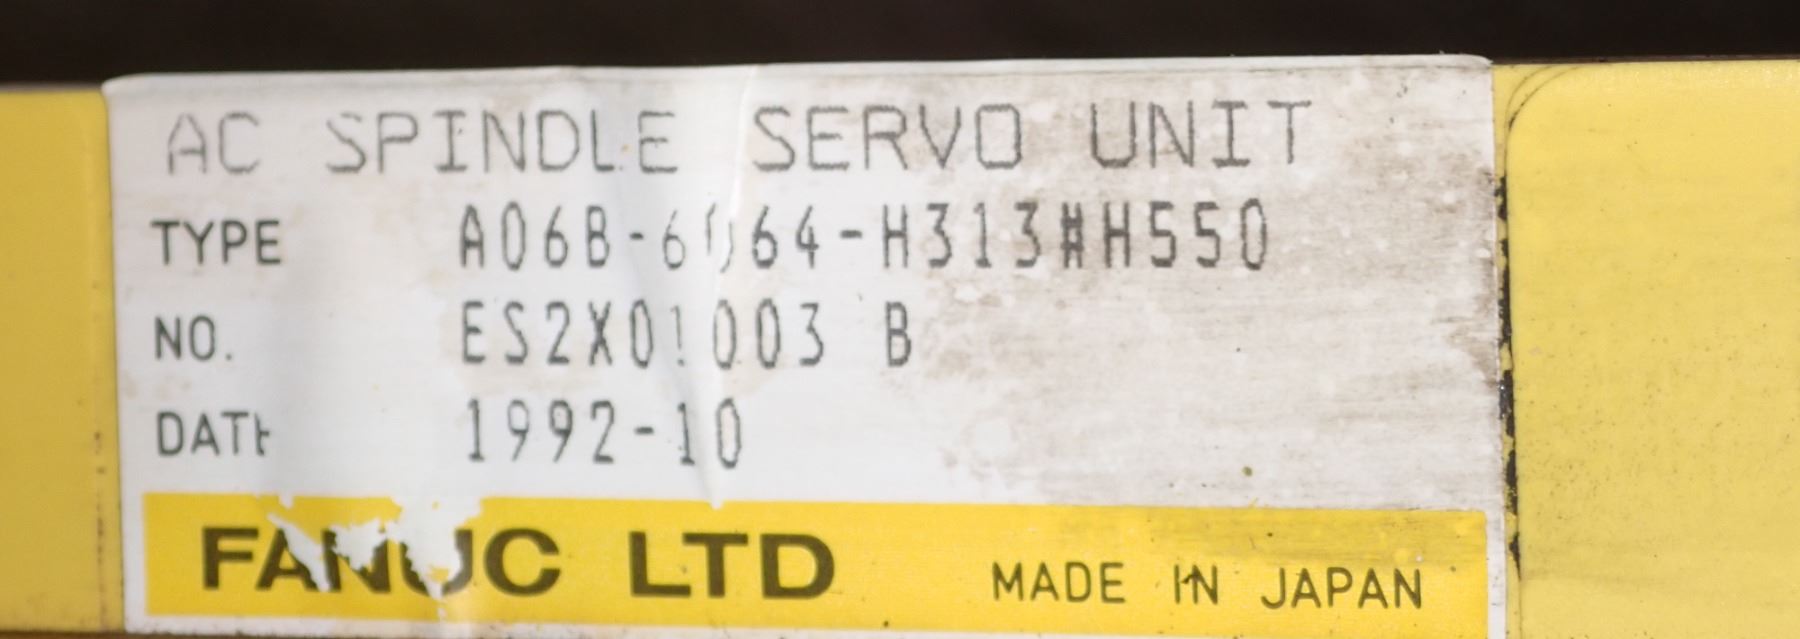 AC SPINDLE SERVO UNIT
TYPE A06B-6064-H313#H550
NO. ES2X01003 B
DATE 1992-10
FANUC LTD MADE IN JAPAN